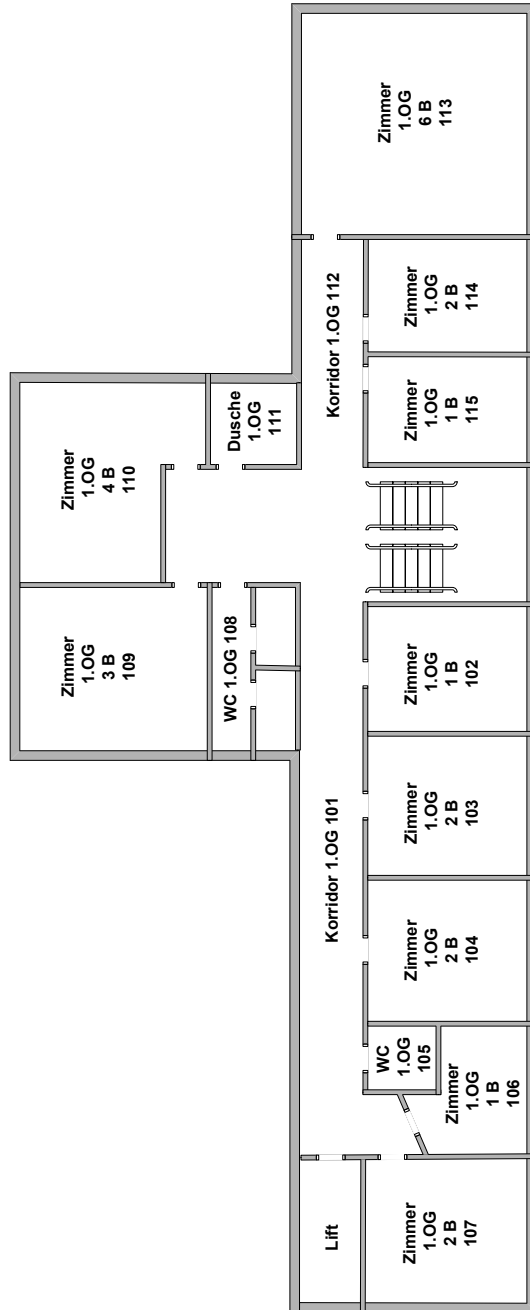 Zimmer
1.OG
6 B
113
Korridor 1.OG 112
Zimmer
1.OG
2 B
114
Zimmer
1.OG
1 B
115
Dusche
1.OG
111
Zimmer
1.OG
4 B
110
Zimmer
1.OG
3 B
109
WC 1.OG 108
Zimmer
1.OG
1 B
102
Korridor 1.OG 101
Zimmer
1.OG
2 B
103
Zimmer
1.OG
2 B
104
WC
1.OG
105
Zimmer
1.OG
1 B
106
Lift
Zimmer
1.OG
2 B
107